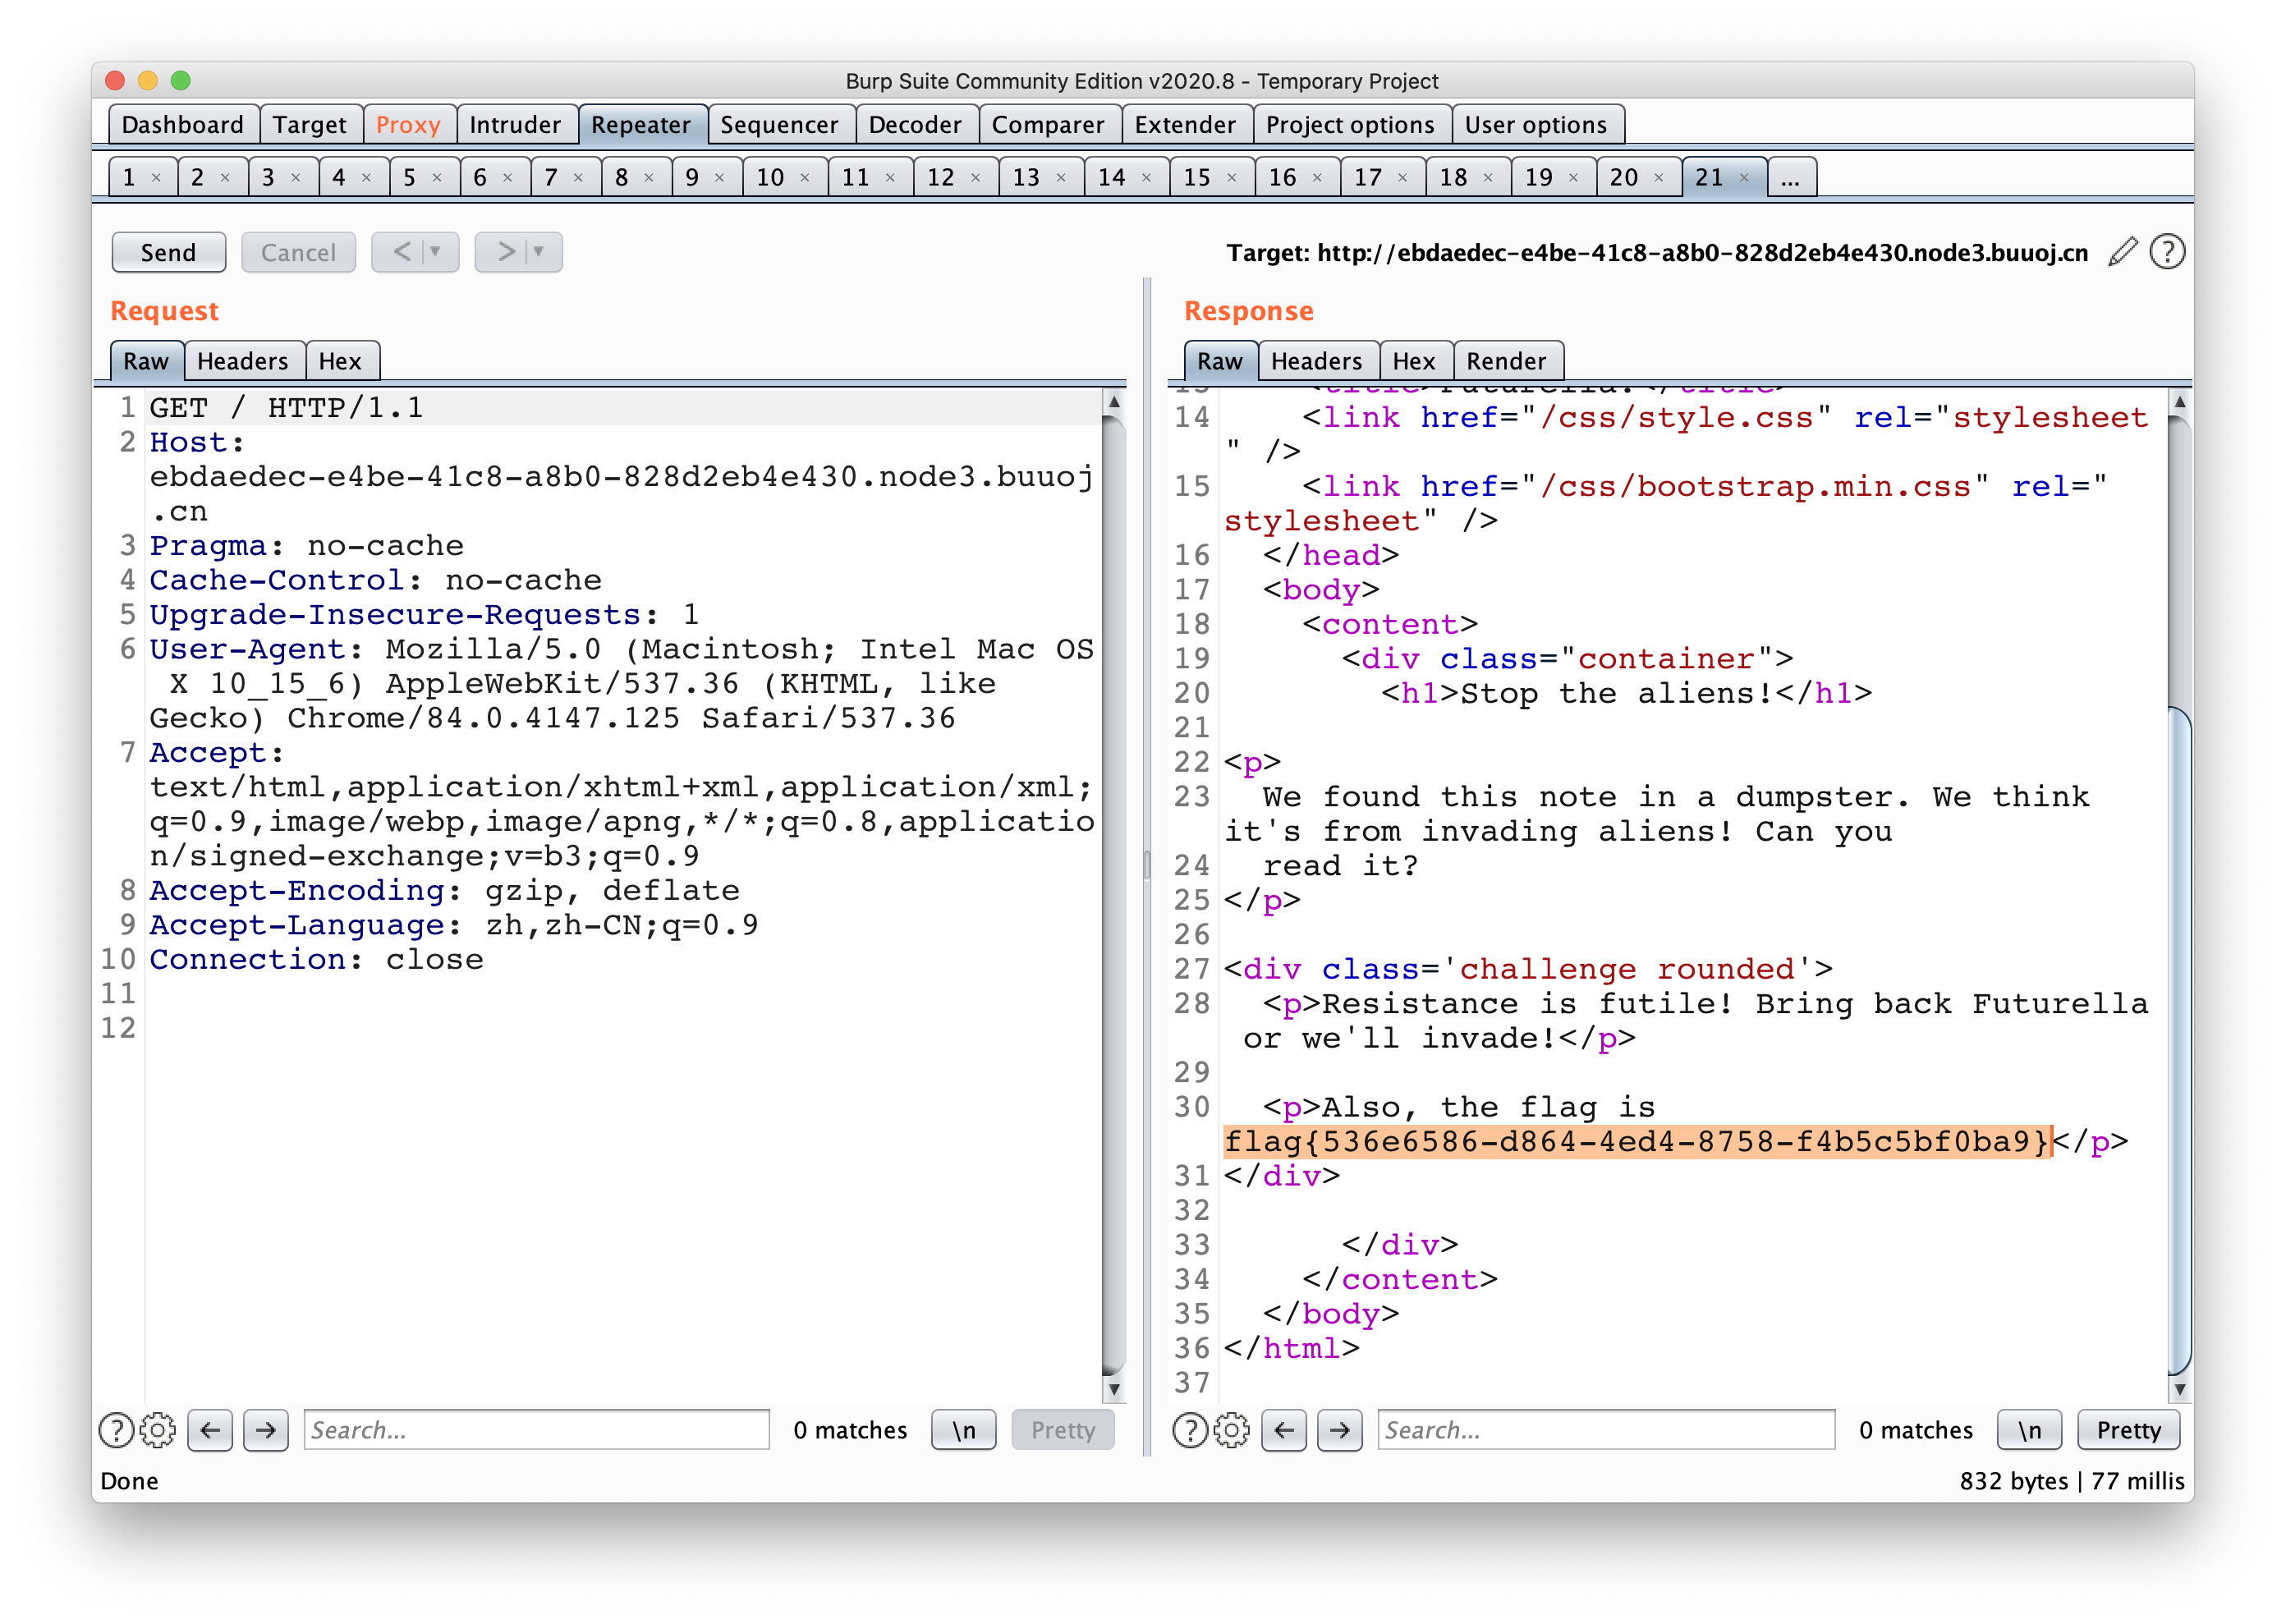 Burp Suite Community Edition v2020.8 - Temporary Project
Dashboard Target Proxy Intruder Repeater Sequencer Decoder Comparer Extender Project options User options
1 × 2 × 3 × 4 × 5 × 6 × 7 × 8 × 9 × 10 × 11 × 12 × 13 × 14 × 15 × 16 × 17 × 18 × 19 × 20 × 21 × ...
Send Cancel < > Target: http://ebdaedec-e4be-41c8-a8b0-828d2eb4e430.node3.buuoj.cn ?
Request
Raw Headers Hex
1 GET / HTTP/1.1
2 Host:
ebdaedec-e4be-41c8-a8b0-828d2eb4e430.node3.buuoj
.cn
3 Pragma: no-cache
4 Cache-Control: no-cache
5 Upgrade-Insecure-Requests: 1
6 User-Agent: Mozilla/5.0 (Macintosh; Intel Mac OS
X 10_15_6) AppleWebKit/537.36 (KHTML, like
Gecko) Chrome/84.0.4147.125 Safari/537.36
7 Accept:
text/html,application/xhtml+xml,application/xml;
q=0.9,image/webp,image/apng,*/*;q=0.8,applicatio
n/signed-exchange;v=b3;q=0.9
8 Accept-Encoding: gzip, deflate
9 Accept-Language: zh,zh-CN;q=0.9
10 Connection: close
11
12
? ← → Search... 0 matches \n Pretty
Response
Raw Headers Hex Render
13 <title>Futurella!</title>
14 <link href="/css/style.css" rel="stylesheet
" />
15 <link href="/css/bootstrap.min.css" rel="
stylesheet" />
16 </head>
17 <body>
18 <content>
19 <div class="container">
20 <h1>Stop the aliens!</h1>
21
22 <p>
23 We found this note in a dumpster. We think
it's from invading aliens! Can you
24 read it?
25 </p>
26
27 <div class='challenge rounded'>
28 <p>Resistance is futile! Bring back Futurella
or we'll invade!</p>
29
30 <p>Also, the flag is
flag{536e6586-d864-4ed4-8758-f4b5c5bf0ba9}</p>
31 </div>
32
33 </div>
34 </content>
35 </body>
36 </html>
37
? ← → Search... 0 matches \n Pretty
Done
832 bytes | 77 millis